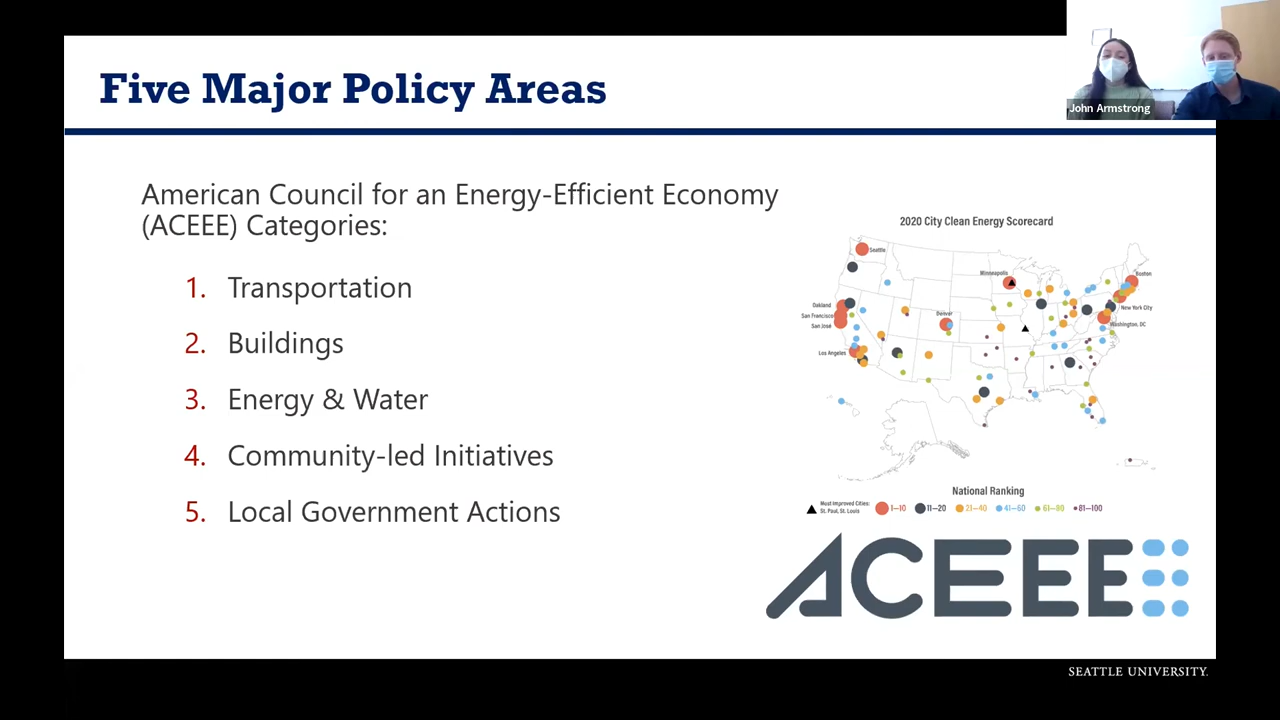 Five Major Policy Areas
John Armstrong
American Council for an Energy-Efficient Economy
(ACEEE) Categories:
1. Transportation
2. Buildings
3. Energy & Water
4. Community-led Initiatives
5. Local Government Actions
2020 City Clean Energy Scorecard
Seattle
Minneapolis
Boston
Oakland
San Francisco
San José
Denver
New York City
Washington, DC
Los Angeles
National Ranking
Most Improved Cities:
St. Paul, St. Louis
1–10
11–20
21–40
41–60
61–80
81–100
ACEEE
SEATTLE UNIVERSITY.